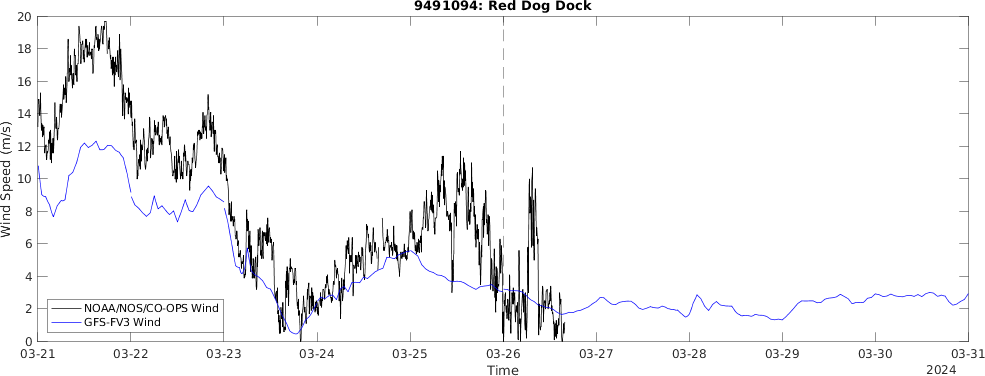 9491094: Red Dog Dock
20
18
16
14
12
10
8
6
4
2
0
Wind Speed (m/s)
NOAA/NOS/CO-OPS Wind
GFS-FV3 Wind
03-21 03-22 03-23 03-24 03-25 03-26 03-27 03-28 03-29 03-30 03-31
Time
2024